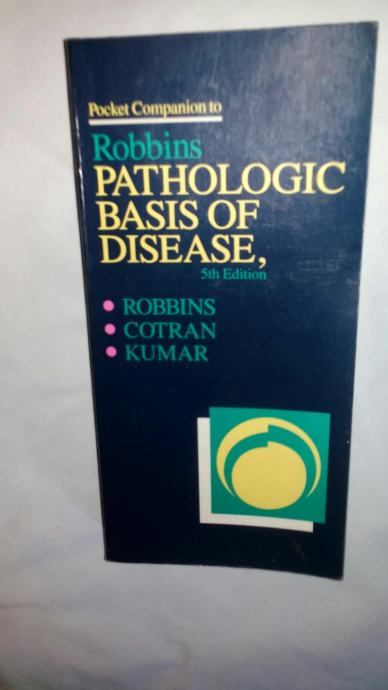 Pocket Companion to
Robbins
PATHOLOGIC
BASIS OF
DISEASE,
5th Edition
• ROBBINS
• COTRAN
• KUMAR